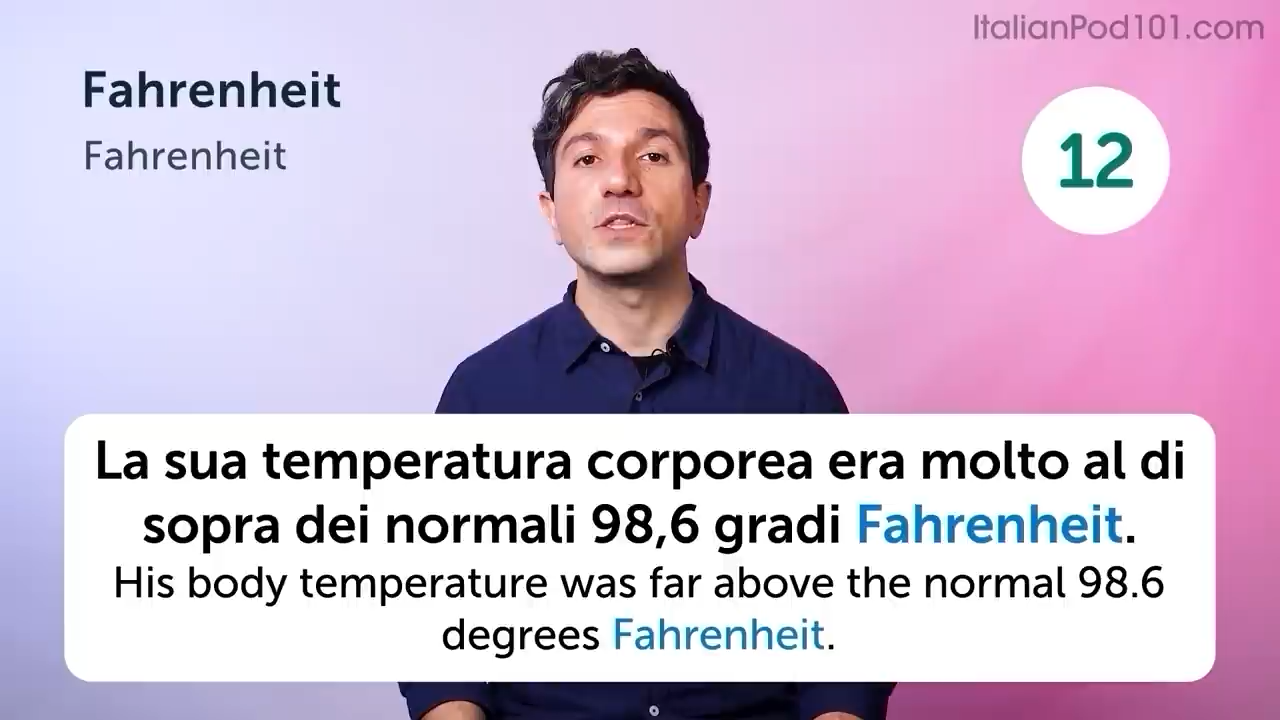 ItalianPod101.com
Fahrenheit
Fahrenheit
12
La sua temperatura corporea era molto al di
sopra dei normali 98,6 gradi Fahrenheit.
His body temperature was far above the normal 98.6
degrees Fahrenheit.